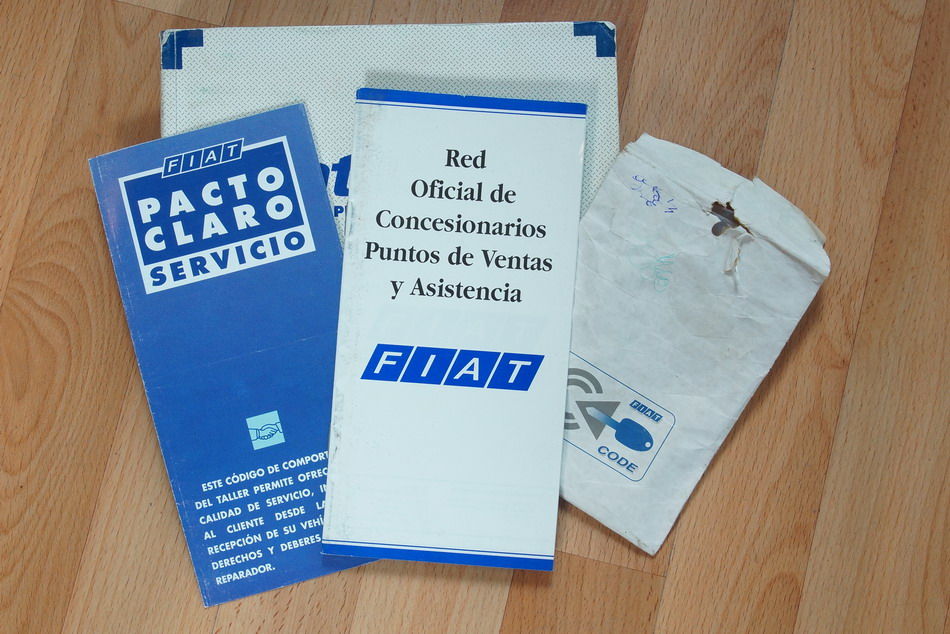 FIAT
PACTO
CLARO
SERVICIO
ESTE CÓDIGO DE COMPORT
DEL TALLER PERMITE OFREC
CALIDAD DE SERVICIO, IN
AL CLIENTE DESDE LA
RECEPCIÓN DE SU VEHÍ
DERECHOS Y DEBERES
REPARADOR.
Red
Oficial de
Concesionarios
Puntos de Ventas
y Asistencia
FIAT
FIAT
CODE